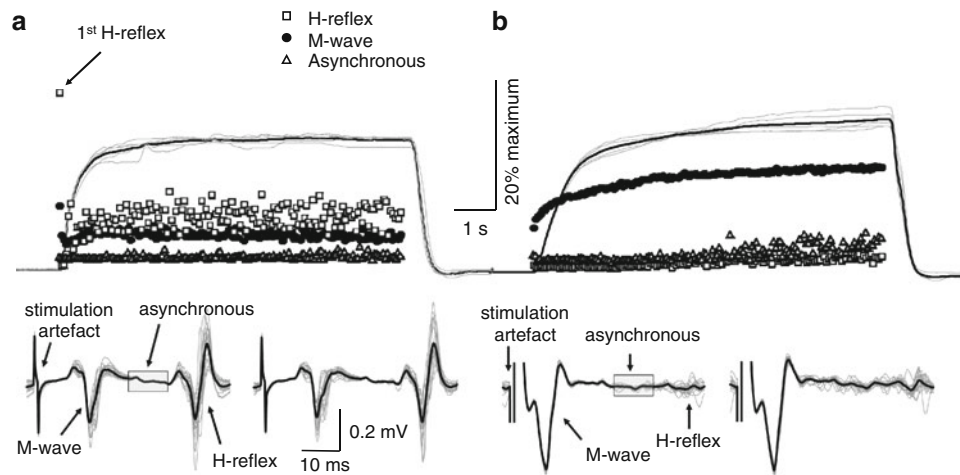 a
1st H-reflex
H-reflex
M-wave
Asynchronous
b
20% maximum
1 s
stimulation
artefact
asynchronous
M-wave
H-reflex
0.2 mV
10 ms
stimulation
artefact
asynchronous
M-wave
H-reflex